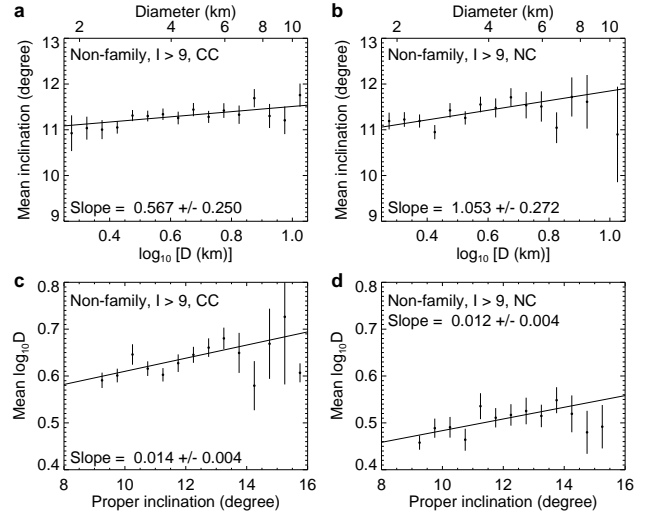 a
Diameter (km)
2 4 6 8 10
Non-family, I > 9, CC
Slope = 0.567 +/- 0.250
Mean inclination (degree)
13
12
11
10
9
0.4 0.6 0.8 1.0
log10 [D (km)]
b
Diameter (km)
2 4 6 8 10
Non-family, I > 9, NC
Slope = 1.053 +/- 0.272
Mean inclination (degree)
13
12
11
10
9
0.4 0.6 0.8 1.0
log10 [D (km)]
c
Non-family, I > 9, CC
Slope = 0.014 +/- 0.004
Mean log10D
0.8
0.7
0.6
0.5
0.4
8 10 12 14 16
Proper inclination (degree)
d
Non-family, I > 9, NC
Slope = 0.012 +/- 0.004
Mean log10D
0.8
0.7
0.6
0.5
0.4
8 10 12 14 16
Proper inclination (degree)